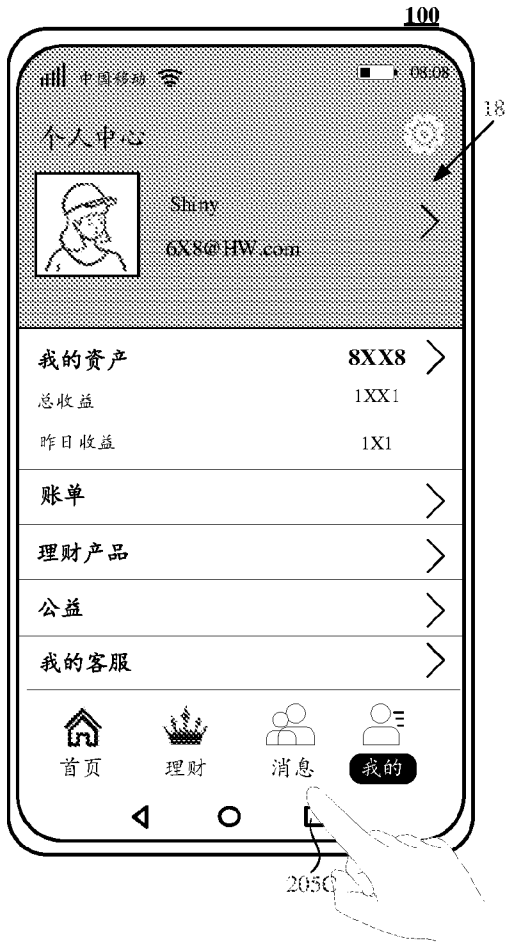 100
中国移动 08:08
个人中心
18
Shiny
6X8@HW.com
我的资产 8XX8
总收益 1XX1
昨日收益 1X1
账单
理财产品
公益
我的客服
首页 理财 消息 我的
205C